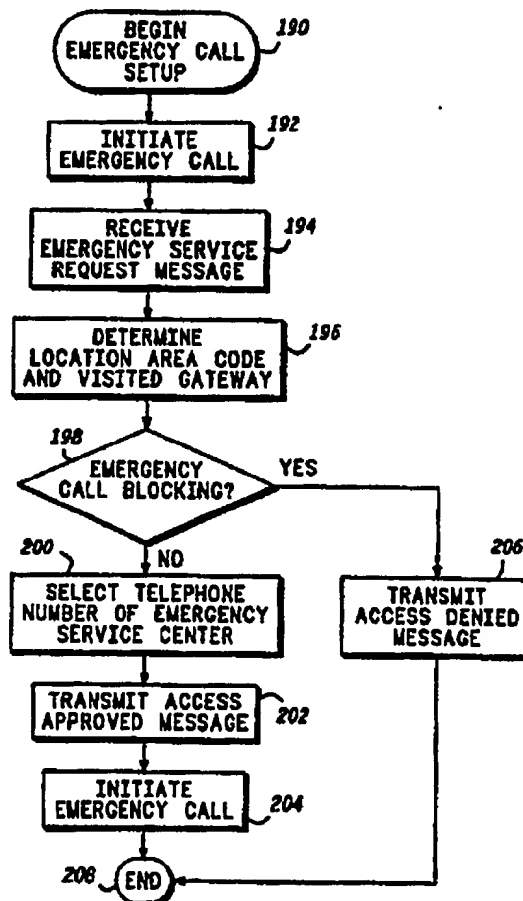 BEGIN
EMERGENCY CALL
SETUP
190
INITIATE
EMERGENCY CALL
192
RECEIVE
EMERGENCY SERVICE
REQUEST MESSAGE
194
DETERMINE
LOCATION AREA CODE
AND VISITED GATEWAY
196
198
EMERGENCY
CALL BLOCKING?
YES
NO
200
SELECT TELEPHONE
NUMBER OF EMERGENCY
SERVICE CENTER
206
TRANSMIT
ACCESS DENIED
MESSAGE
TRANSMIT ACCESS
APPROVED MESSAGE
202
INITIATE
EMERGENCY CALL
204
208
END